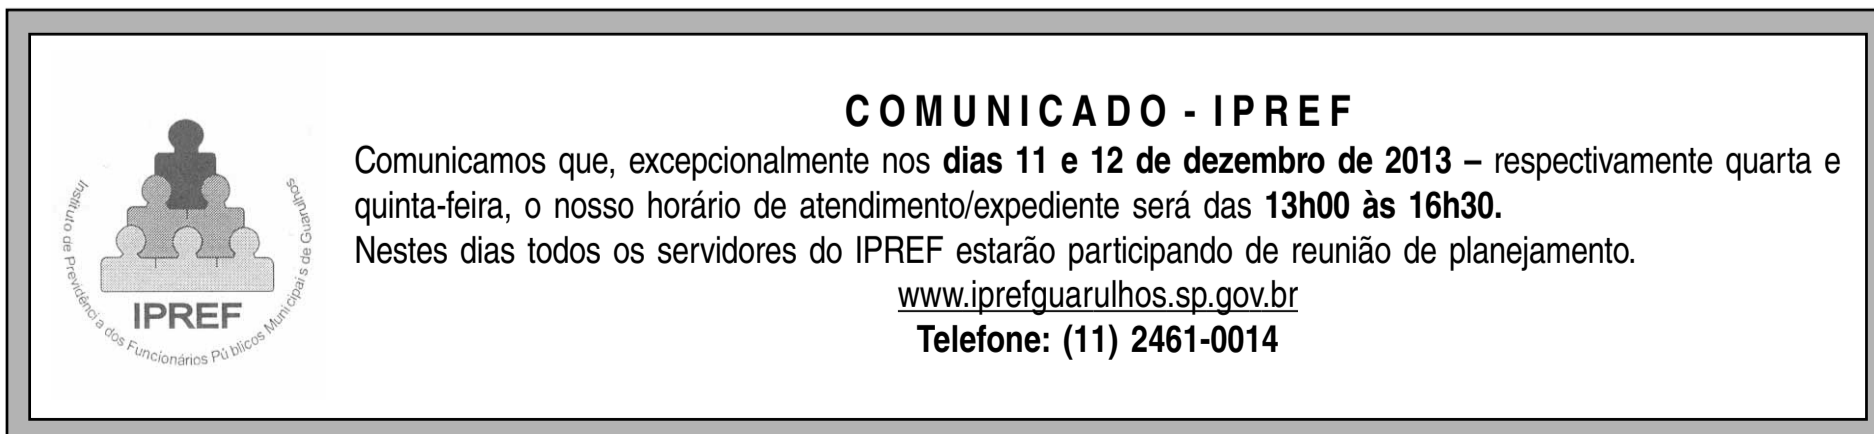 COMUNICADO - IPREF
Comunicamos que, excepcionalmente nos dias 11 e 12 de dezembro de 2013 – respectivamente quarta e
quinta-feira, o nosso horário de atendimento/expediente será das 13h00 às 16h30.
Nestes dias todos os servidores do IPREF estarão participando de reunião de planejamento.
www.iprefguarulhos.sp.gov.br
Telefone: (11) 2461-0014
IPREF
Instituto de Previdência dos Funcionários Públicos Municipais de Guarulhos